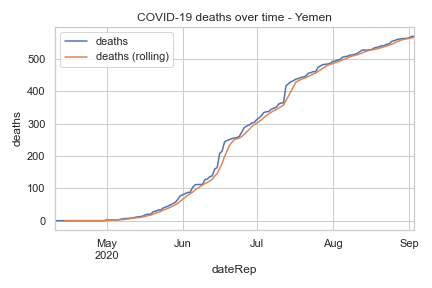 COVID-19 deaths over time - Yemen
deaths
deaths (rolling)
deaths
500
400
300
200
100
0
May
2020
Jun
Jul
Aug
Sep
dateRep